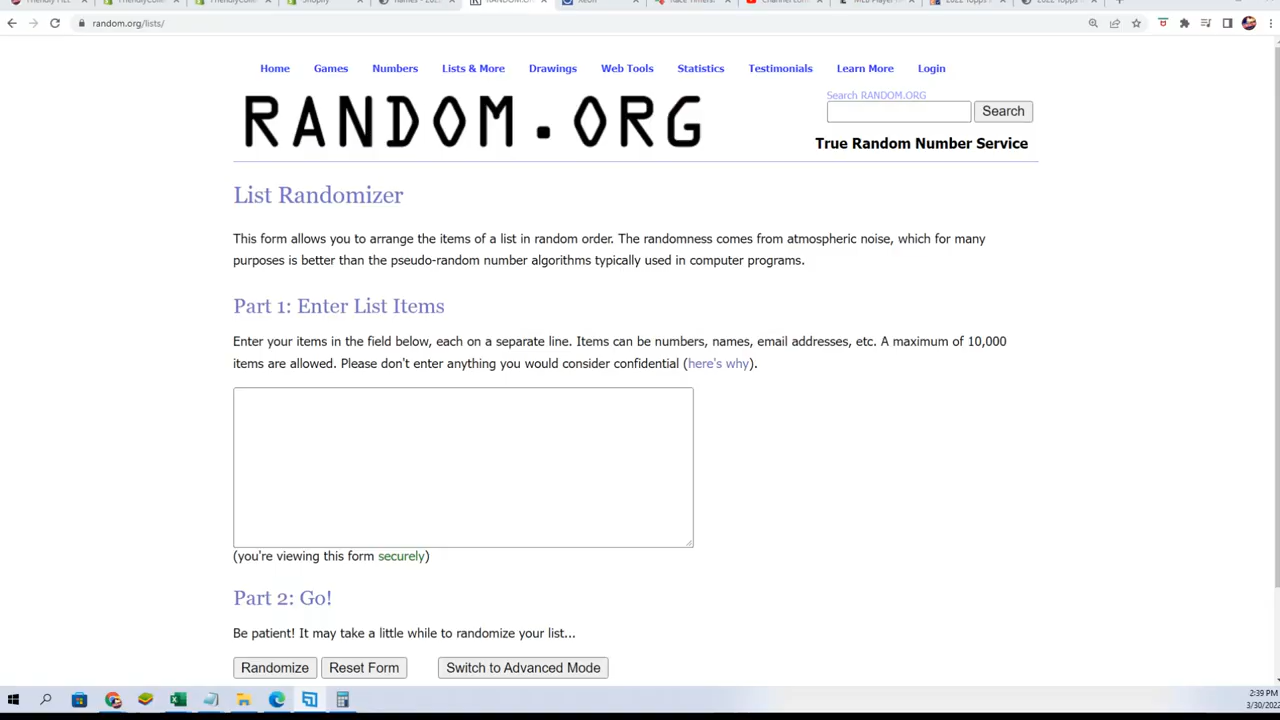 Shopify
random.org/lists/
Home Games Numbers Lists & More Drawings Web Tools Statistics Testimonials Learn More Login
RANDOM.ORG
Search RANDOM.ORG
Search
True Random Number Service
List Randomizer
This form allows you to arrange the items of a list in random order. The randomness comes from atmospheric noise, which for many
purposes is better than the pseudo-random number algorithms typically used in computer programs.
Part 1: Enter List Items
Enter your items in the field below, each on a separate line. Items can be numbers, names, email addresses, etc. A maximum of 10,000
items are allowed. Please don't enter anything you would consider confidential (here's why).
(you're viewing this form securely)
Part 2: Go!
Be patient! It may take a little while to randomize your list...
Randomize Reset Form Switch to Advanced Mode
2:39 PM